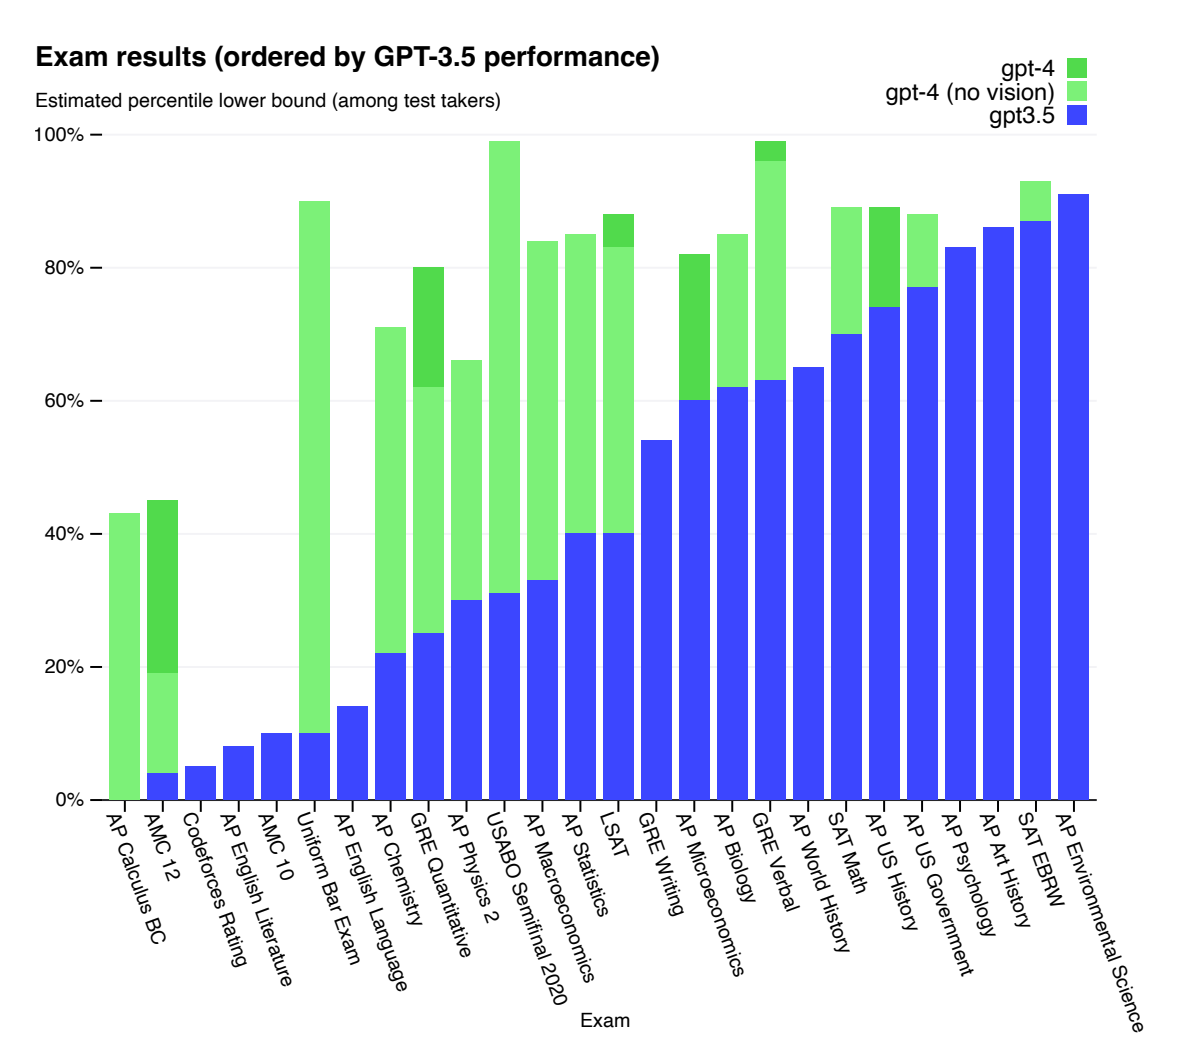 Exam results (ordered by GPT-3.5 performance)
Estimated percentile lower bound (among test takers)
gpt-4
gpt-4 (no vision)
gpt3.5
100%
80%
60%
40%
20%
0%
AP Calculus BC
AMC 12
Codeforces Rating
AP English Literature
AMC 10
Uniform Bar Exam
AP English Language
AP Chemistry
GRE Quantitative
AP Physics 2
USABO Semifinal 2020
AP Macroeconomics
AP Statistics
LSAT
GRE Writing
AP Microeconomics
AP Biology
GRE Verbal
AP World History
SAT Math
AP US History
AP US Government
AP Psychology
AP Art History
SAT EBRW
AP Environmental Science
Exam